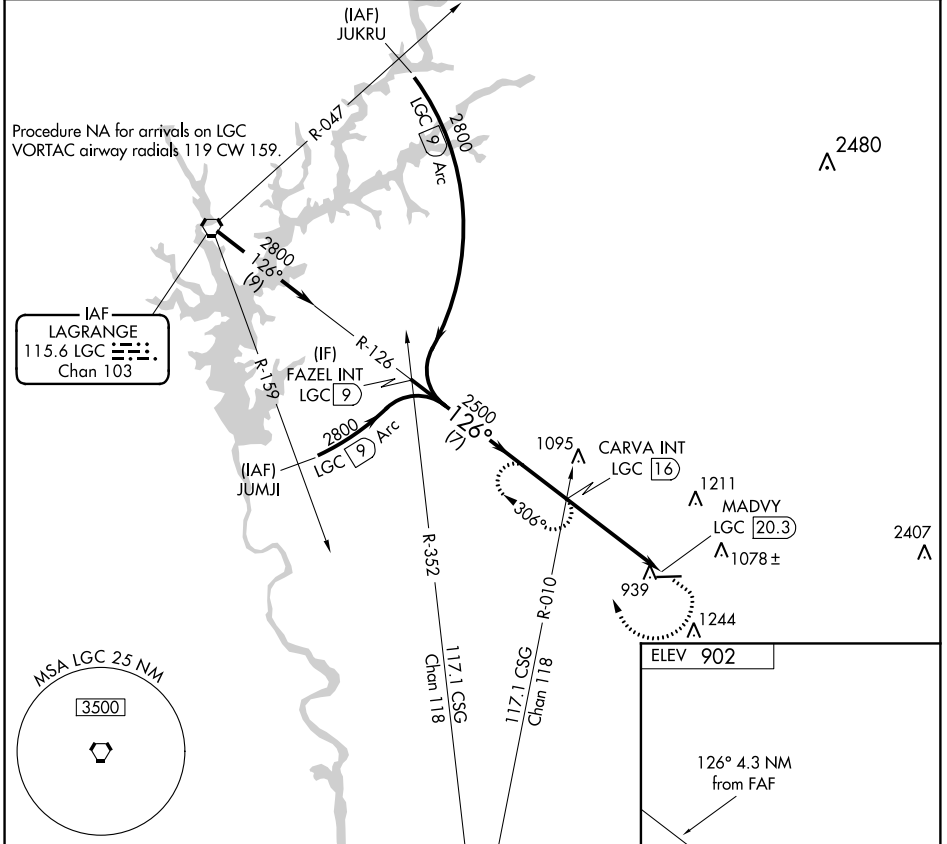 (IAF)
JUKRU
Procedure NA for arrivals on LGC
VORTAC airway radials 119 CW 159.
R-047
LGC 9 Arc
2800
2480
2800
126°
(9)
IAF
LAGRANGE
115.6 LGC
Chan 103
R-159
R-126
(IF)
FAZEL INT
LGC 9
2800
LGC 9 Arc
(IAF)
JUMJI
2500
126°
(7)
1095
CARVA INT
LGC 16
306°
1211
MADVY
LGC 20.3
1078±
2407
939
1244
R-352
R-010
117.1 CSG
Chan 118
117.1 CSG
Chan 118
MSA LGC 25 NM
3500
ELEV 902
126° 4.3 NM
from FAF